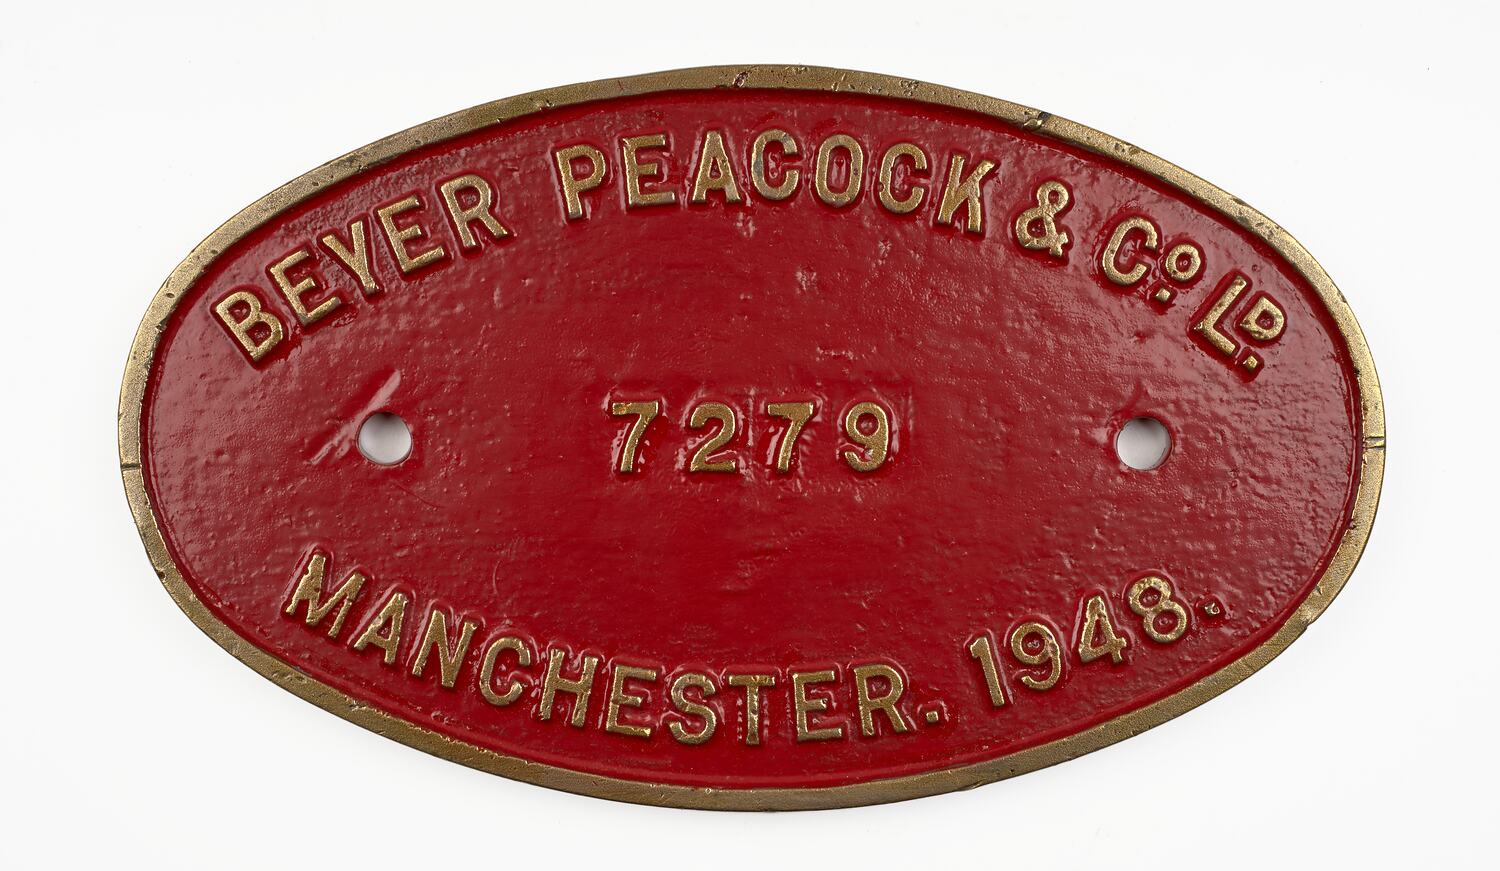 BEYER PEACOCK & Co. LD.
7279
MANCHESTER. 1948.